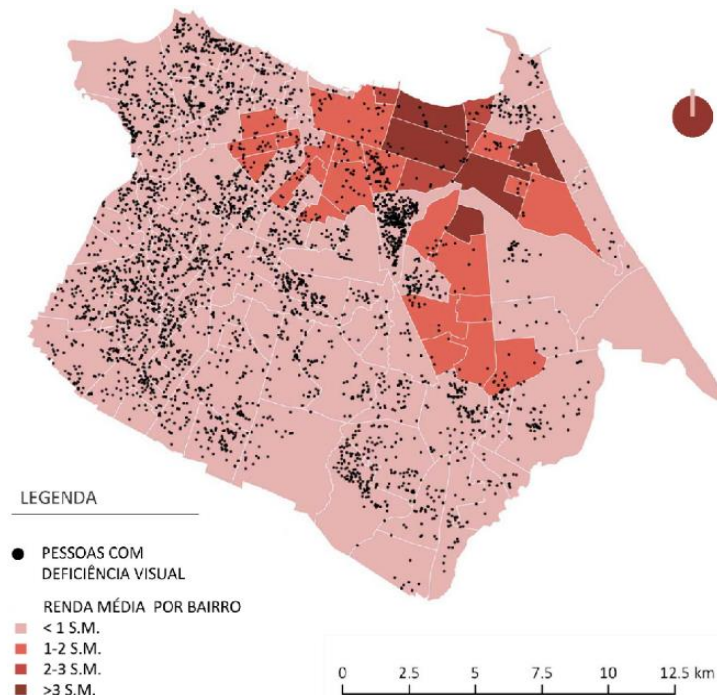 LEGENDA
PESSOAS COM
DEFICIÊNCIA VISUAL
RENDA MÉDIA POR BAIRRO
< 1 S.M.
1-2 S.M.
2-3 S.M.
>3 S.M.
0 2.5 5 7.5 10 12.5 km